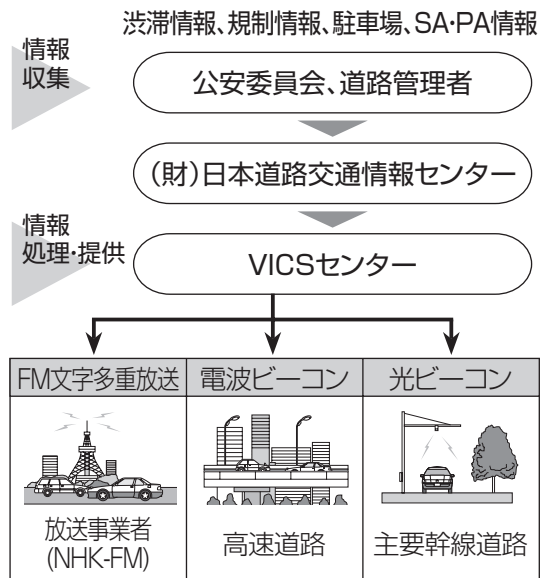 渋滞情報、規制情報、駐車場、SA・PA情報
情報
収集
公安委員会、道路管理者
(財)日本道路交通情報センター
情報
処理・提供
VICSセンター
FM文字多重放送
電波ビーコン
光ビーコン
放送事業者
(NHK-FM)
高速道路
主要幹線道路